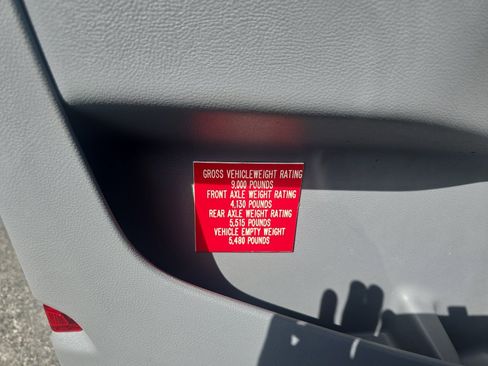 GROSS VEHICLEWEIGHT RATING
9,000 POUNDS
FRONT AXLE WEIGHT RATING
4,130 POUNDS
REAR AXLE WEIGHT RATING
5,515 POUNDS
VEHICLE EMPTY WEIGHT
5,480 POUNDS